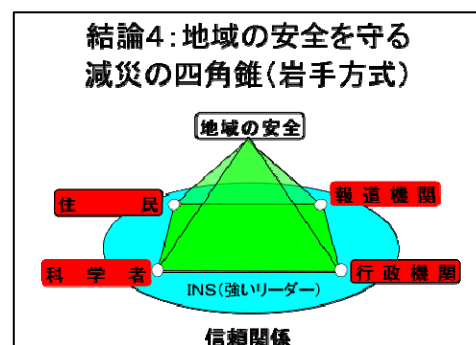 結論4:地域の安全を守る
減災の四角錐(岩手方式)
地域の安全
住民
報道機関
科学者
行政機関
INS(強いリーダー)
信頼関係